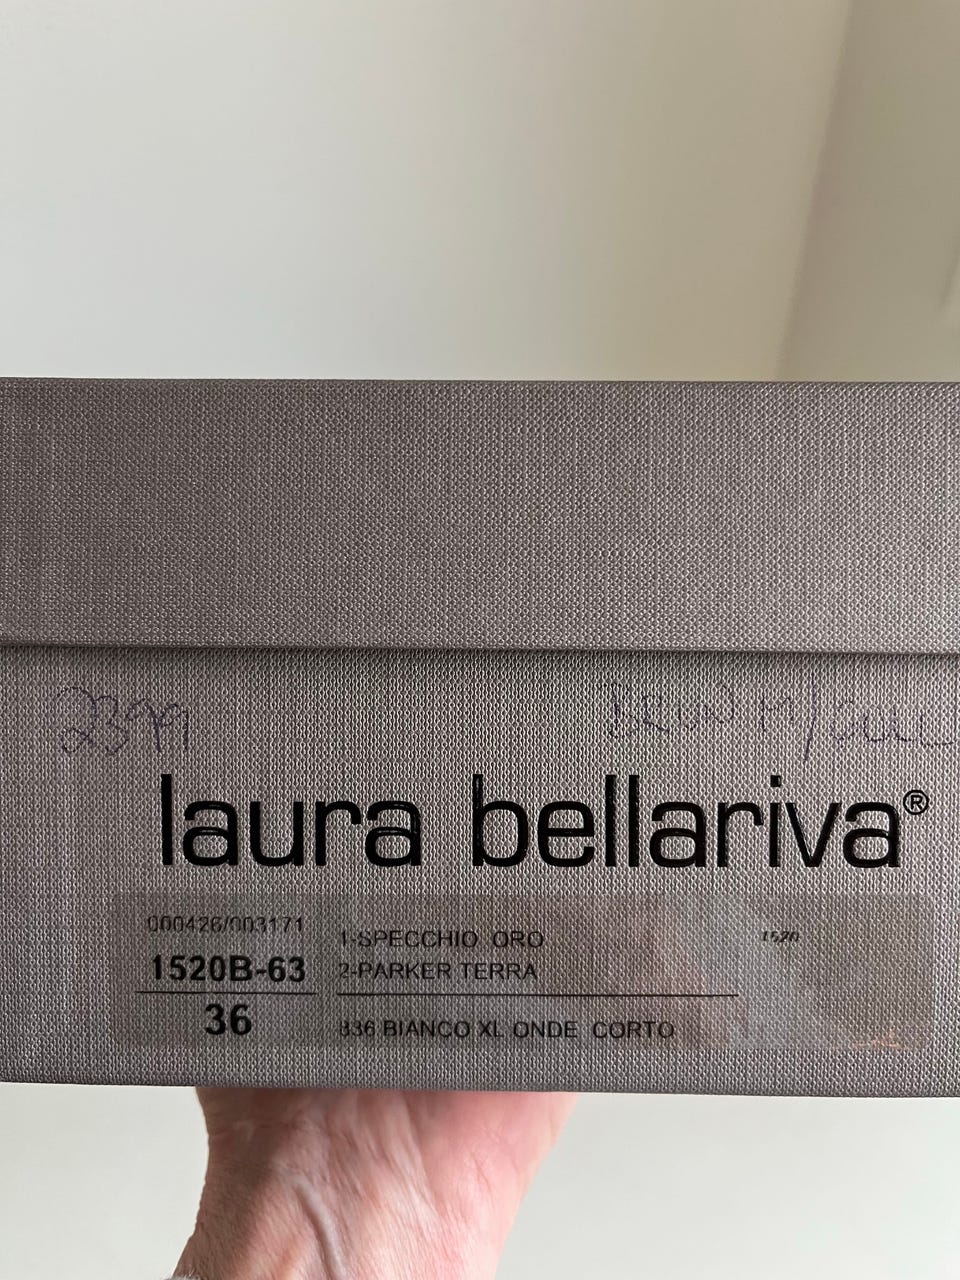 2399
laura bellariva®
000426/003171
1520B-63
36
1-SPECCHIO ORO
2-PARKER TERRA
836 BIANCO XL ONDE CORTO
1520